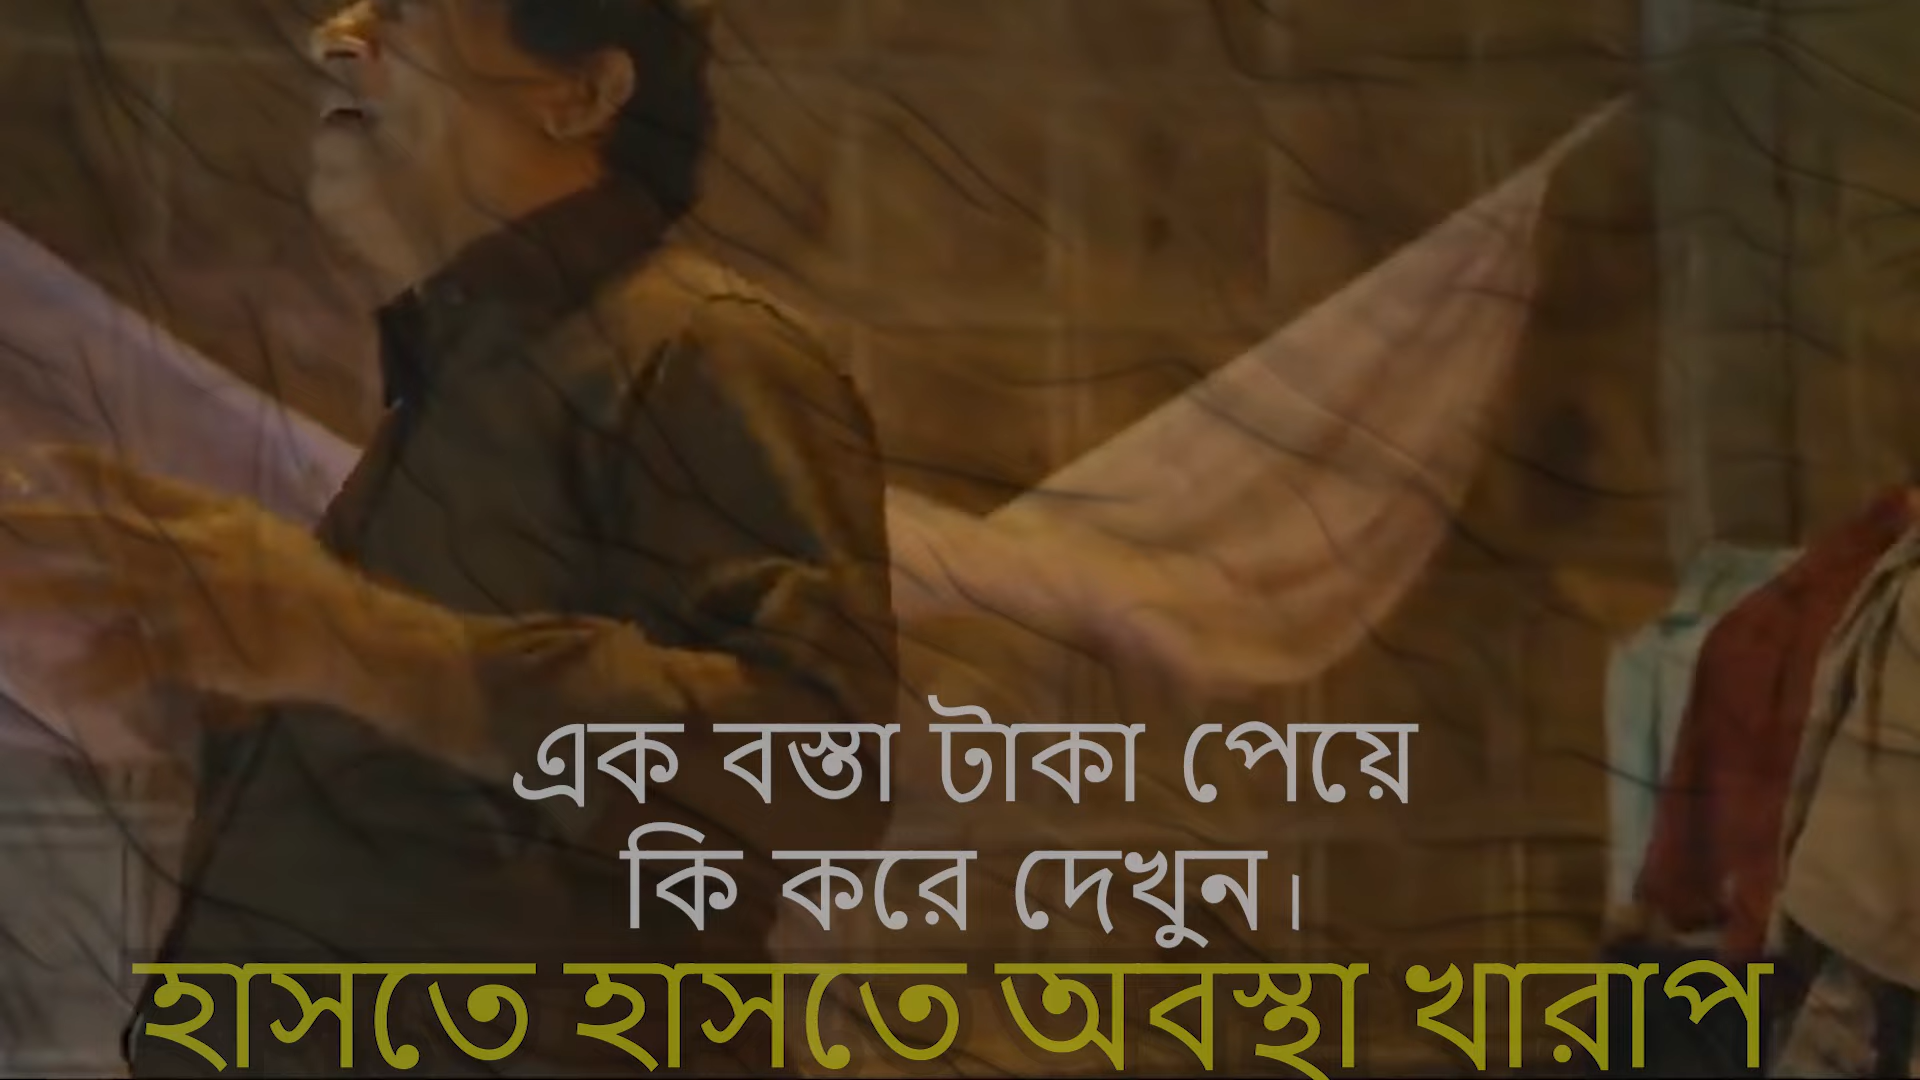 এক বস্তা টাকা পেয়ে
কি করে দেখুন।
হাসতে হাসতে অবস্থা খারাপ